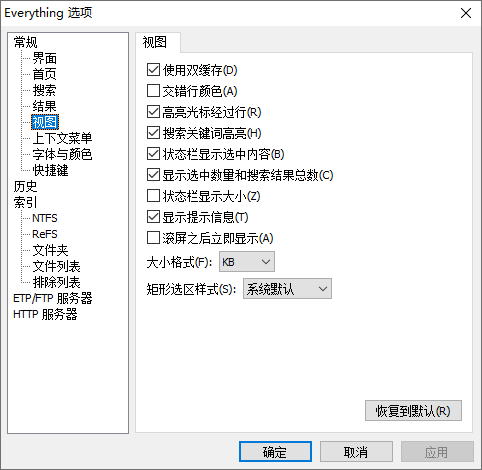 Everything 选项
常规
界面
首页
搜索
结果
视图
上下文菜单
字体与颜色
快捷键
历史
索引
NTFS
ReFS
文件夹
文件列表
排除列表
ETP/FTP 服务器
HTTP 服务器
视图
使用双缓存(D)
交错行颜色(A)
高亮光标经过行(R)
搜索关键词高亮(H)
状态栏显示选中内容(B)
显示选中数量和搜索结果总数(C)
状态栏显示大小(Z)
显示提示信息(T)
滚屏之后立即显示(A)
大小格式(F): KB
矩形选区样式(S): 系统默认
恢复到默认(R)
确定 取消 应用